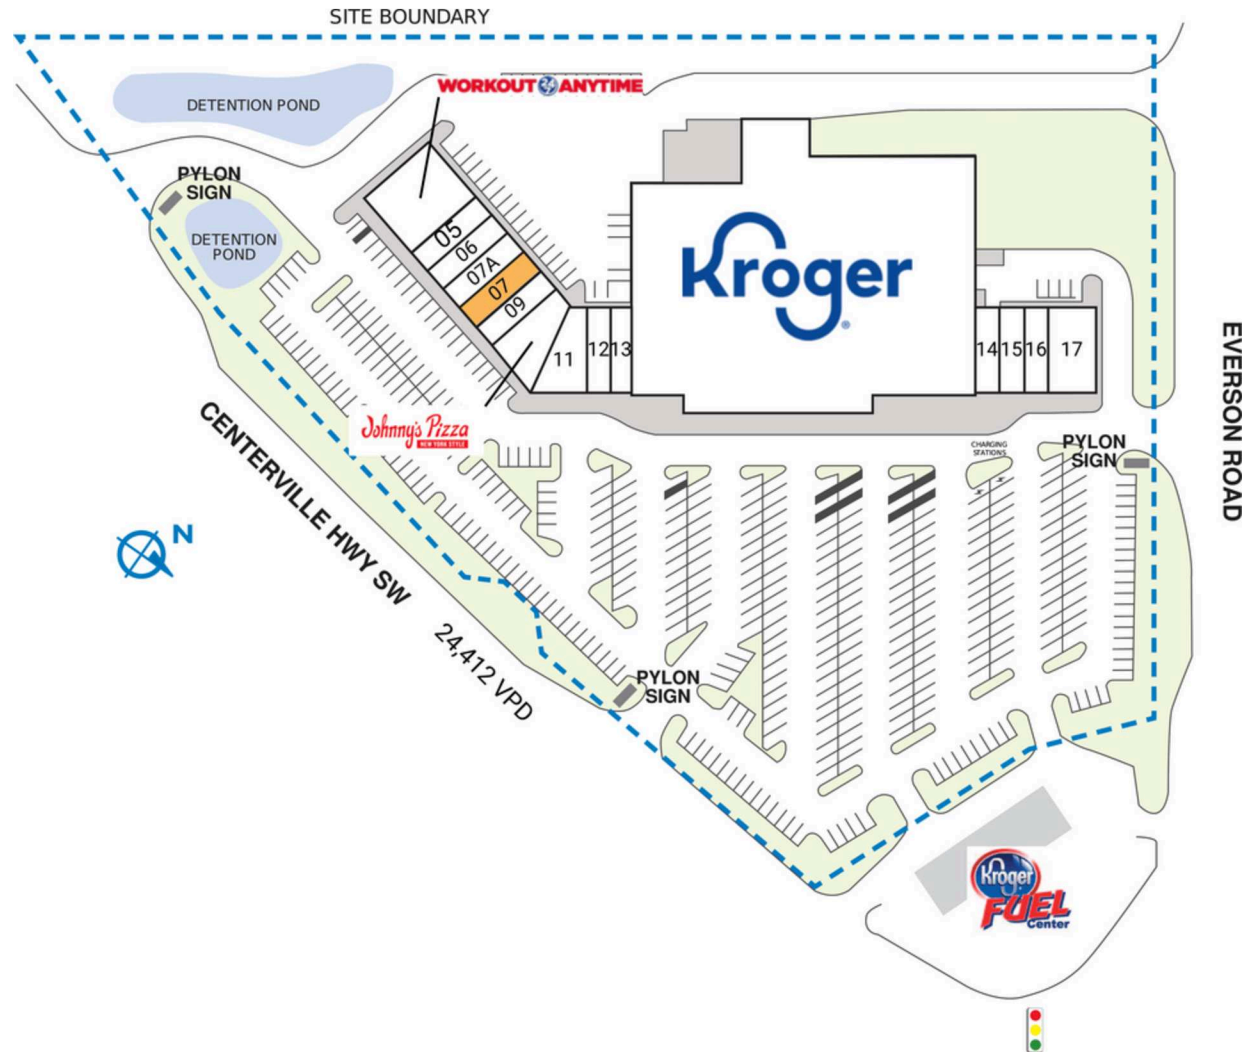 SITE BOUNDARY
DETENTION POND
WORKOUT 24 ANYTIME
PYLON
SIGN
DETENTION
POND
05
06
07A
07
09
11
12
13
Kroger
®
14
15
16
17
EVERSON ROAD
Johnny's Pizza
NEW YORK STYLE
CENTERVILLE HWY SW
24,412 VPD
N
CHARGING
STATIONS
PYLON
SIGN
PYLON
SIGN
Kroger
FUEL
Center